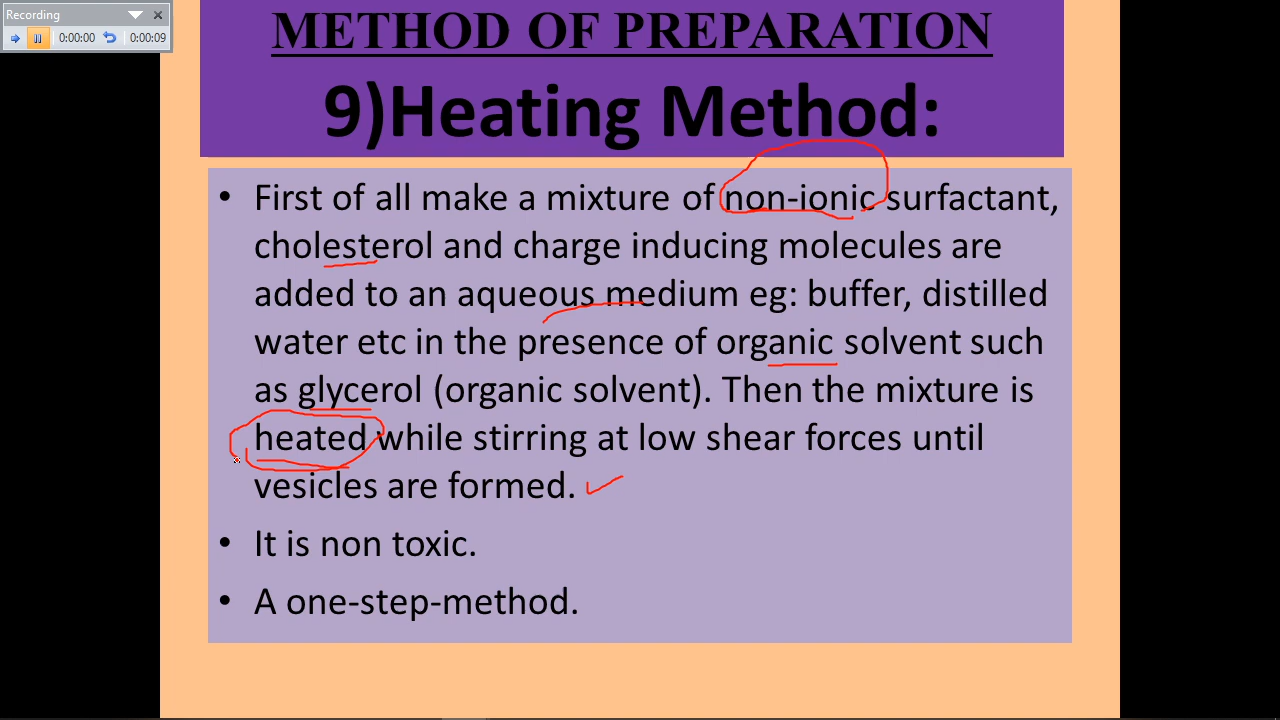 Recording
0:00:00 0:00:09
METHOD OF PREPARATION
9)Heating Method:
• First of all make a mixture of non-ionic surfactant,
cholesterol and charge inducing molecules are
added to an aqueous medium eg: buffer, distilled
water etc in the presence of organic solvent such
as glycerol (organic solvent). Then the mixture is
heated while stirring at low shear forces until
vesicles are formed.
• It is non toxic.
• A one-step-method.